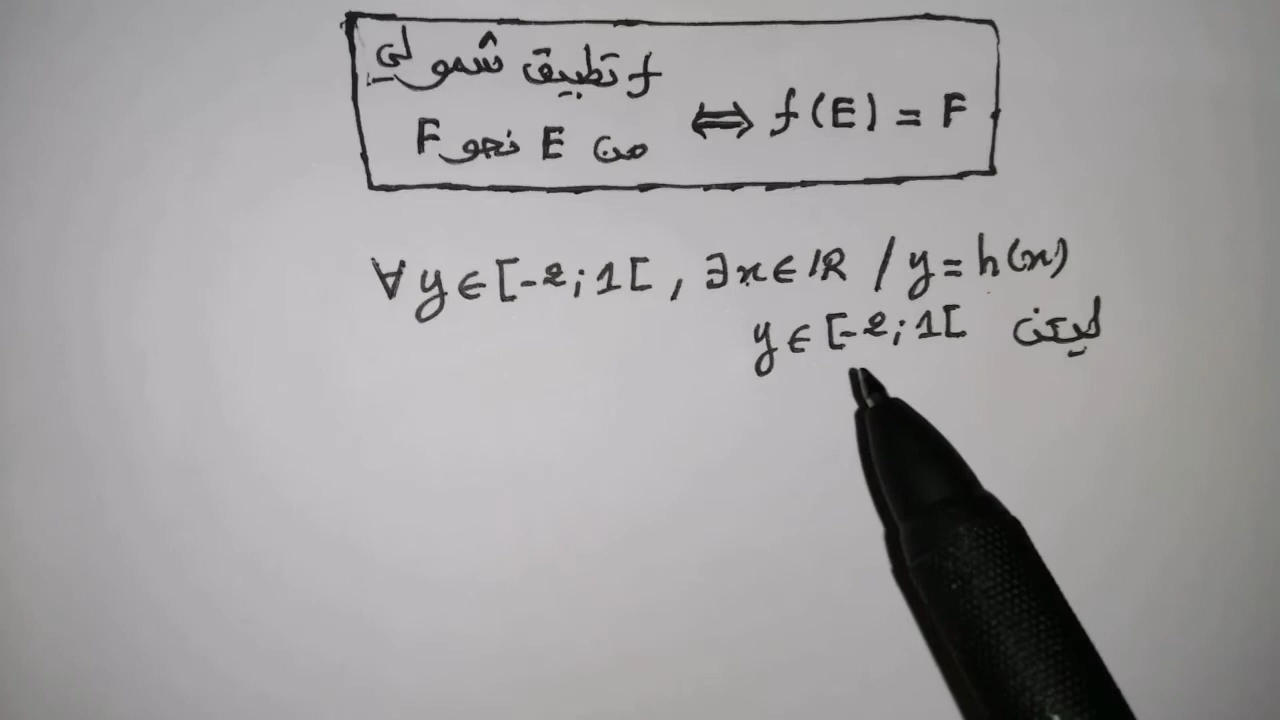 f تطبيق شمولي
من E نحو F
⇔ f(E) = F
∀ y ∈ [-2 ; 1[ , ∃ x ∈ ℝ / y = h(x)
ليكن y ∈ [-2 ; 1[